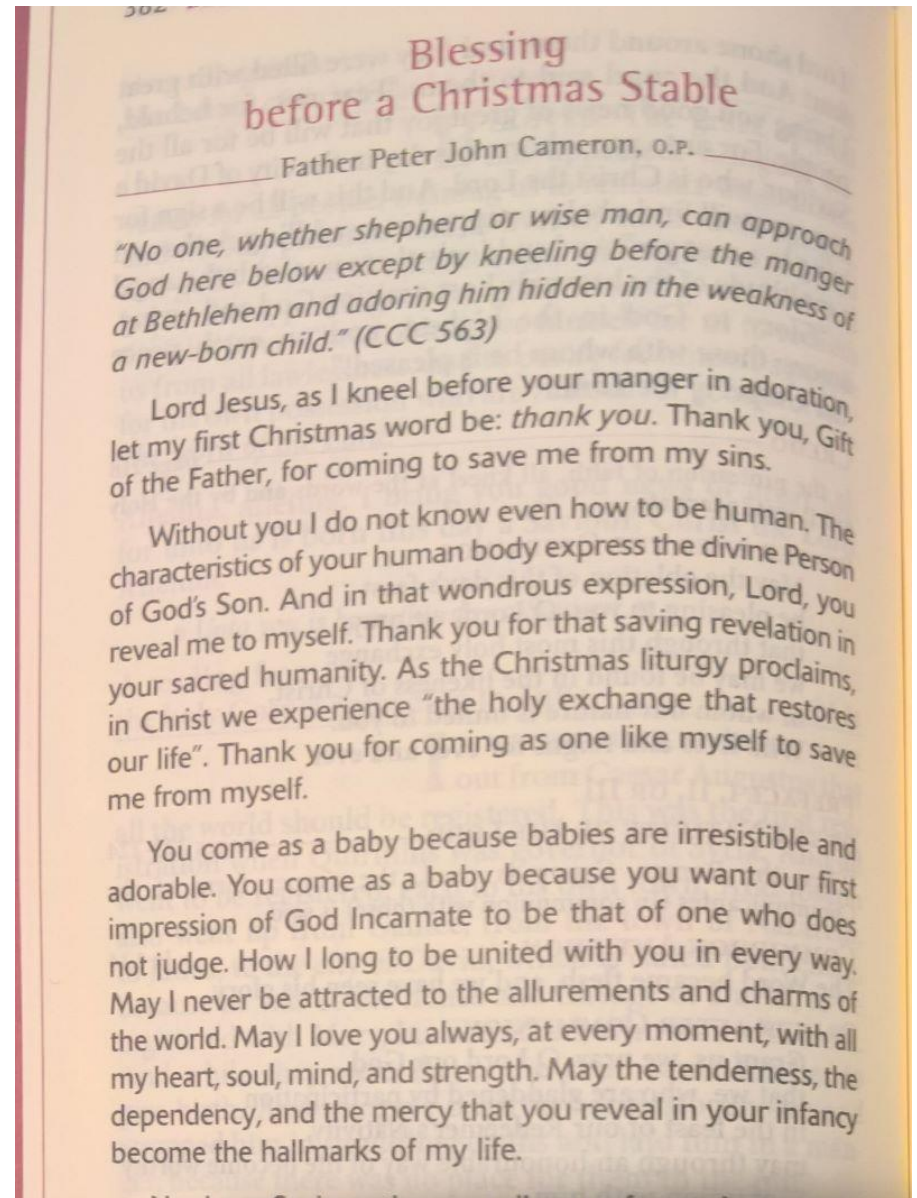 362
Blessing
before a Christmas Stable
Father Peter John Cameron, O.P.
“No one, whether shepherd or wise man, can approach
God here below except by kneeling before the manger
at Bethlehem and adoring him hidden in the weakness of
a new-born child.” (CCC 563)
Lord Jesus, as I kneel before your manger in adoration,
let my first Christmas word be: thank you. Thank you, Gift
of the Father, for coming to save me from my sins.
Without you I do not know even how to be human. The
characteristics of your human body express the divine Person
of God’s Son. And in that wondrous expression, Lord, you
reveal me to myself. Thank you for that saving revelation in
your sacred humanity. As the Christmas liturgy proclaims,
in Christ we experience “the holy exchange that restores
our life”. Thank you for coming as one like myself to save
me from myself.
You come as a baby because babies are irresistible and
adorable. You come as a baby because you want our first
impression of God Incarnate to be that of one who does
not judge. How I long to be united with you in every way.
May I never be attracted to the allurements and charms of
the world. May I love you always, at every moment, with all
my heart, soul, mind, and strength. May the tenderness, the
dependency, and the mercy that you reveal in your infancy
become the hallmarks of my life.